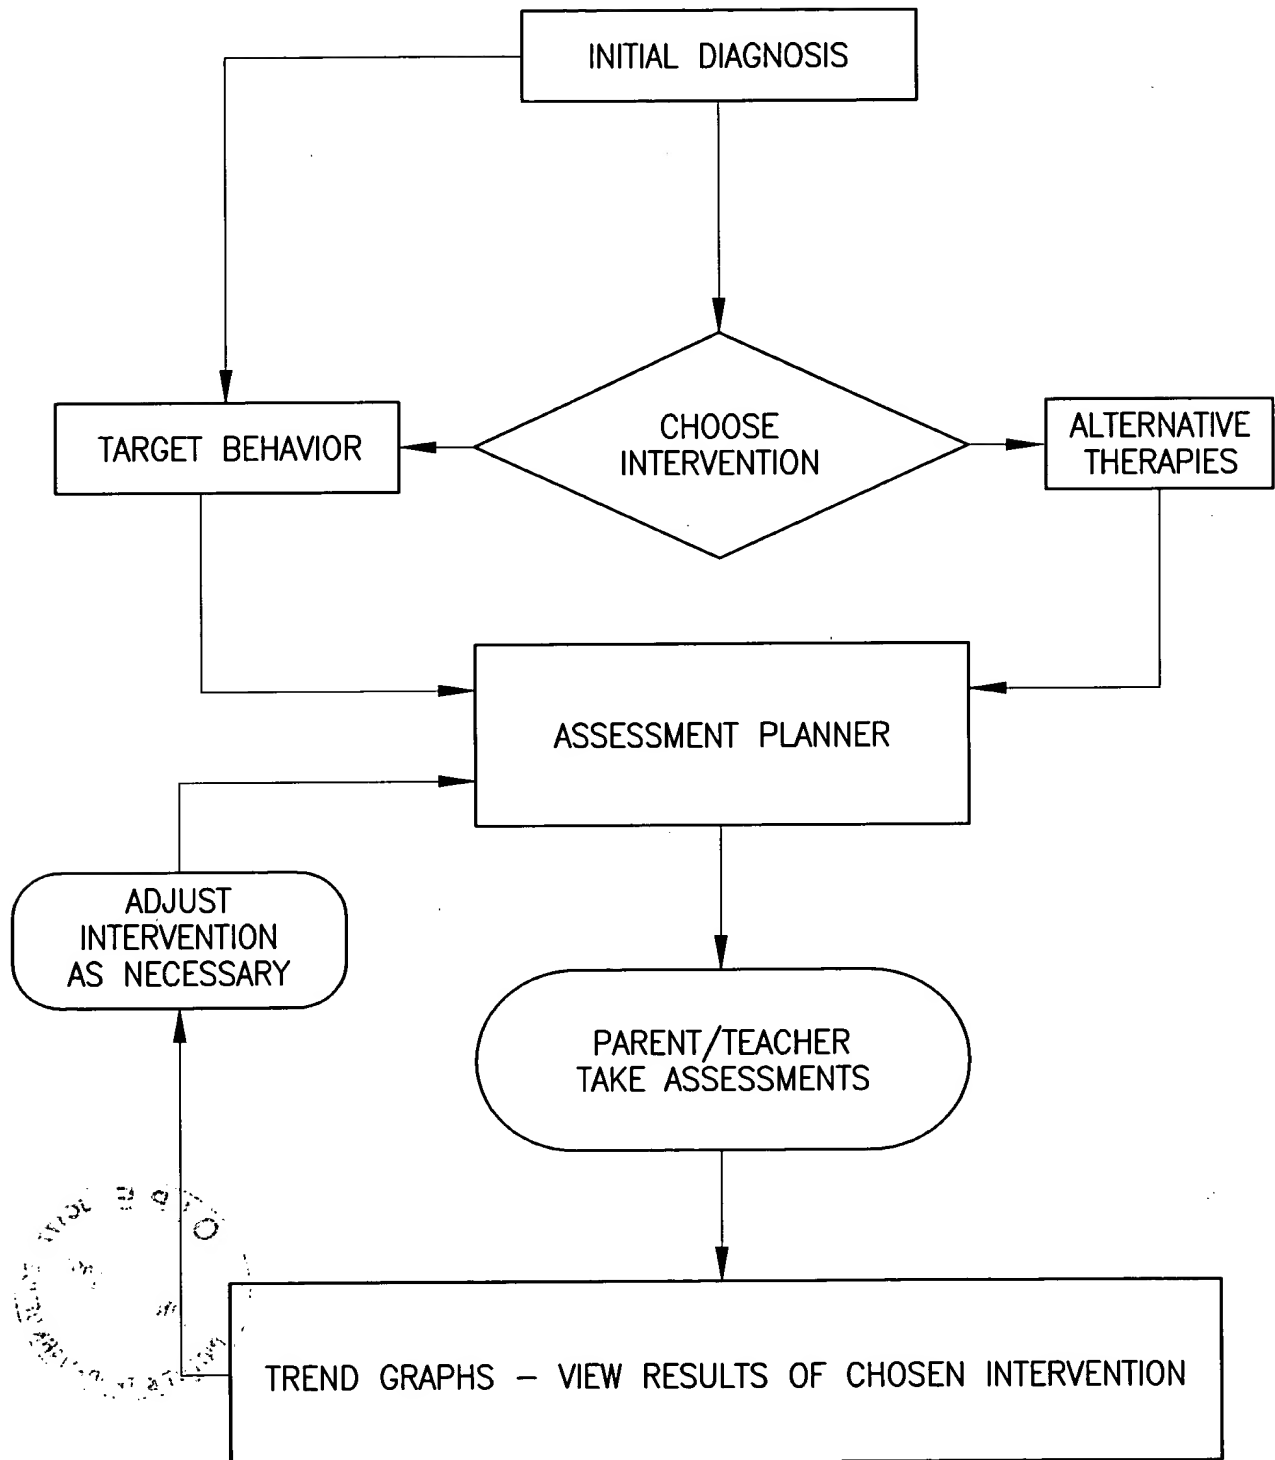 INITIAL DIAGNOSIS
CHOOSE
INTERVENTION
TARGET BEHAVIOR
ALTERNATIVE
THERAPIES
ASSESSMENT PLANNER
ADJUST
INTERVENTION
AS NECESSARY
PARENT/TEACHER
TAKE ASSESSMENTS
TREND GRAPHS – VIEW RESULTS OF CHOSEN INTERVENTION